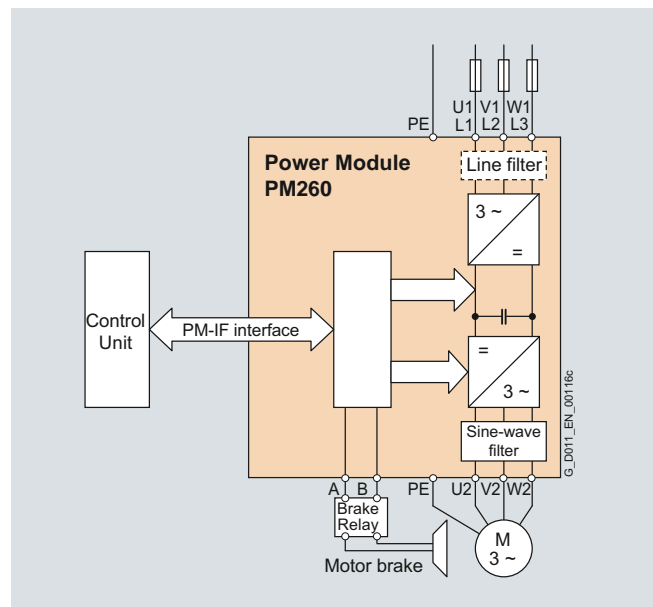 U1 V1 W1
PE L1 L2 L3
Power Module
PM260
Line filter
3 ~
=
Control
Unit
PM-IF interface
=
3 ~
Sine-wave
filter
G_D011_EN_00116c
A B PE U2 V2 W2
Brake
Relay
M
3 ~
Motor brake